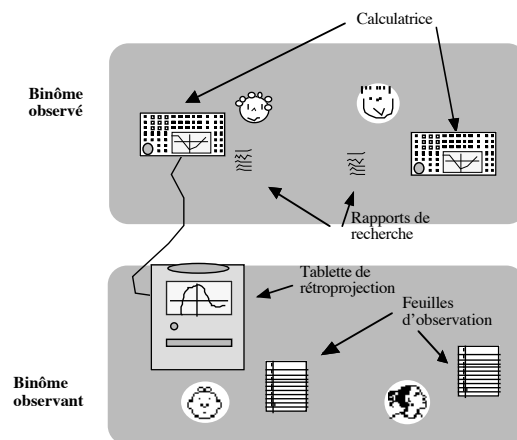 Calculatrice
Binôme
observé
Rapports de
recherche
Tablette de
rétroprojection
Feuilles
d’observation
Binôme
observant